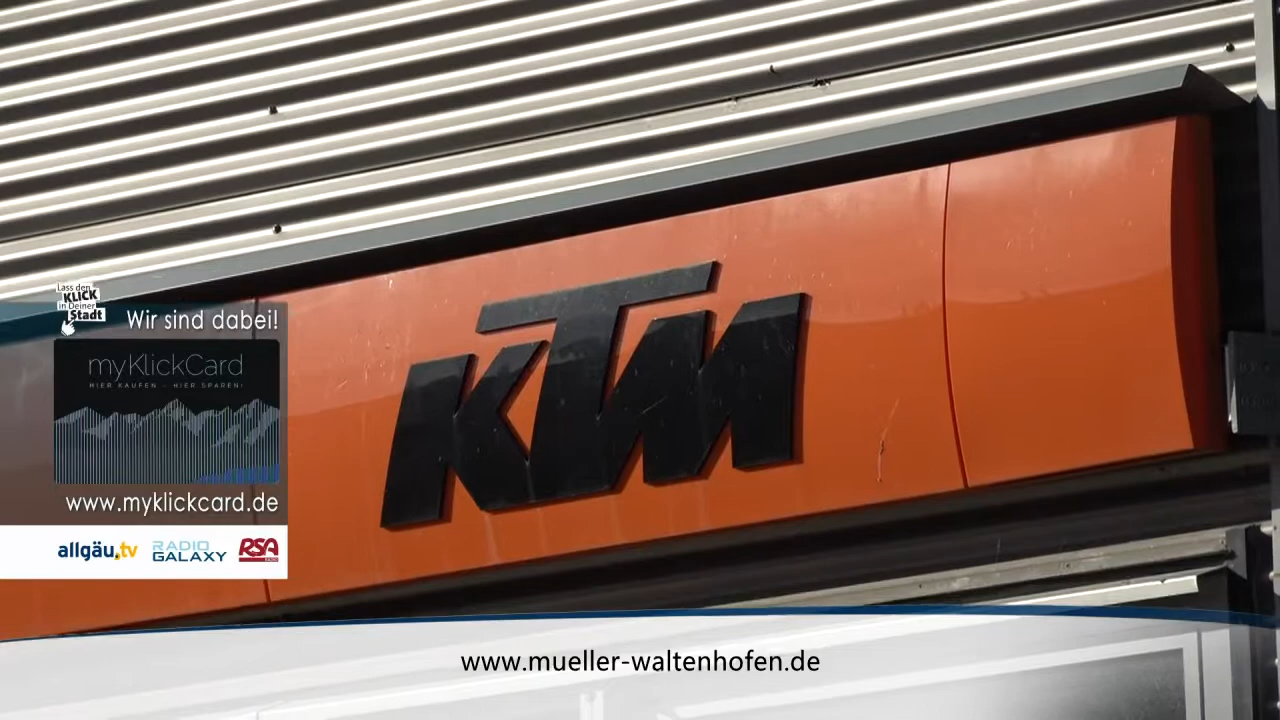 KTM
Lass den
KLICK
in Deiner
Stadt
Wir sind dabei!
myKlickCard
HIER KAUFEN - HIER SPAREN!
www.myklickcard.de
allgäu.tv
RADIO
GALAXY
RSA
RADIO
www.mueller-waltenhofen.de